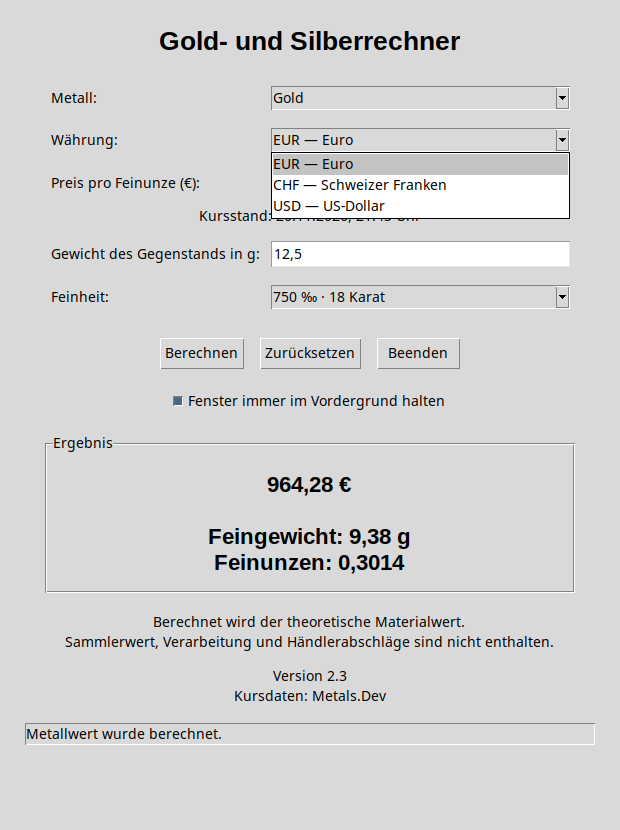 Gold- und Silberrechner
Metall: Gold
Währung: EUR — Euro
EUR — Euro
CHF — Schweizer Franken
USD — US-Dollar
Preis pro Feinunze (€):
Kursstand:
Gewicht des Gegenstands in g: 12,5
Feinheit: 750 ‰ · 18 Karat
Berechnen Zurücksetzen Beenden
Fenster immer im Vordergrund halten
Ergebnis
964,28 €
Feingewicht: 9,38 g
Feinunzen: 0,3014
Berechnet wird der theoretische Materialwert.
Sammlerwert, Verarbeitung und Händlerabschläge sind nicht enthalten.
Version 2.3
Kursdaten: Metals.Dev
Metallwert wurde berechnet.